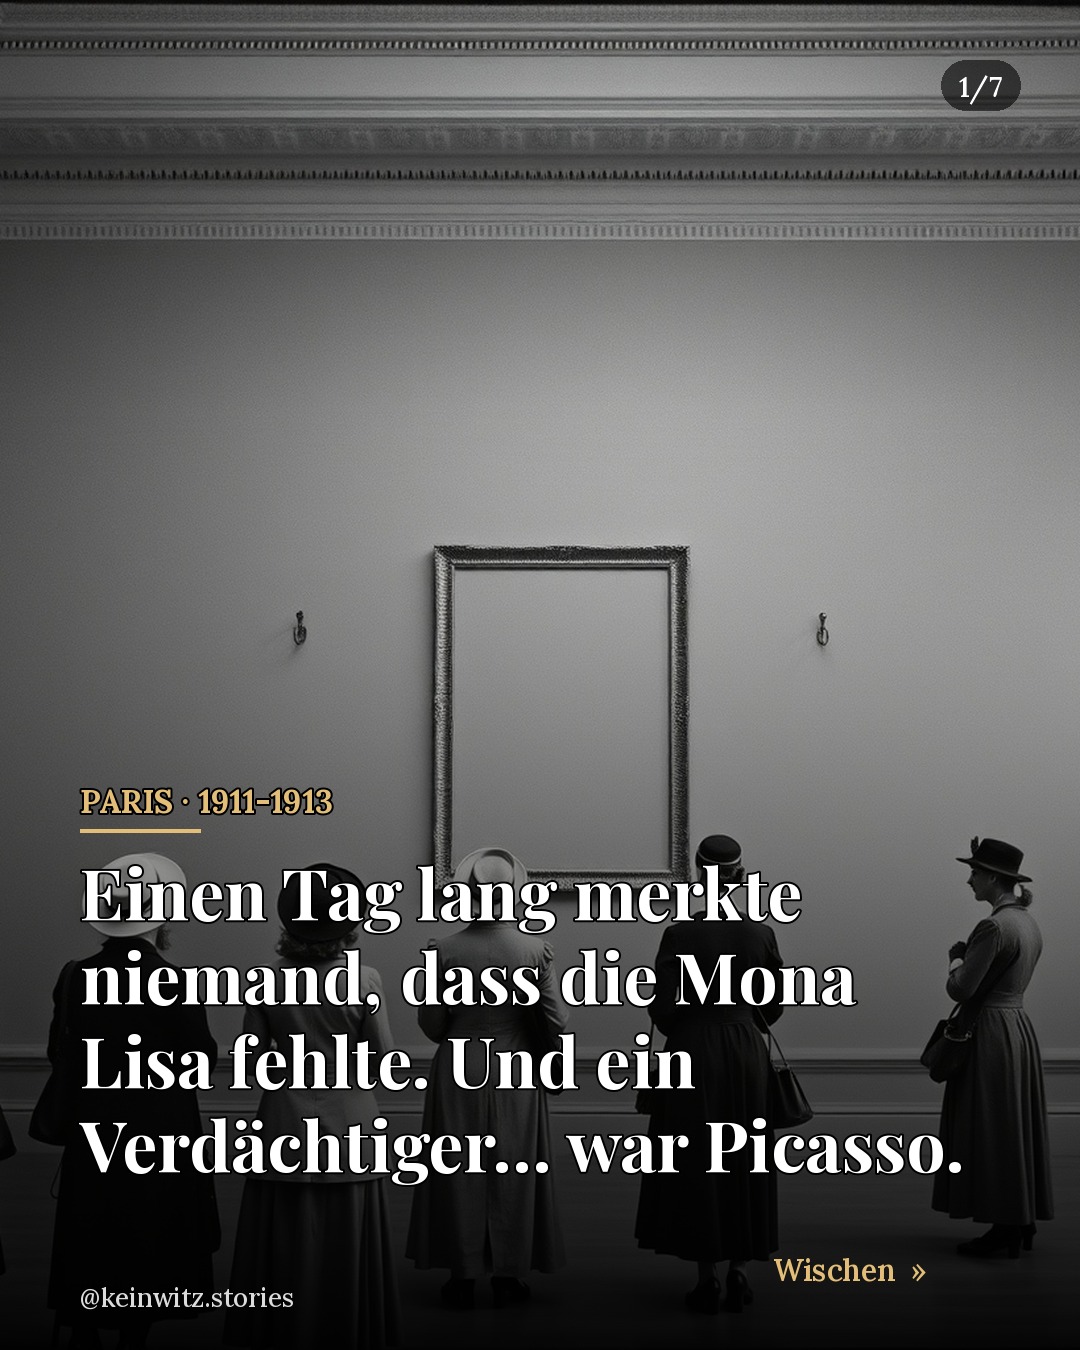 1/7
PARIS · 1911–1913
Einen Tag lang merkte
niemand, dass die Mona
Lisa fehlte. Und ein
Verdächtiger... war Picasso.
Wischen »
@keinwitz.stories